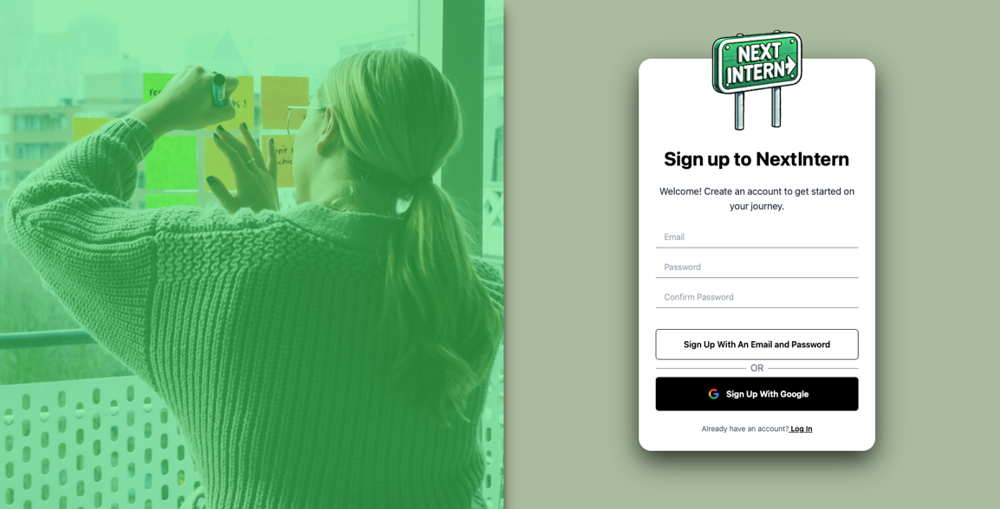 NEXT
INTERN
Sign up to NextIntern
Welcome! Create an account to get started on
your journey.
Email
Password
Confirm Password
Sign Up With An Email and Password
OR
Sign Up With Google
Already have an account? Log In